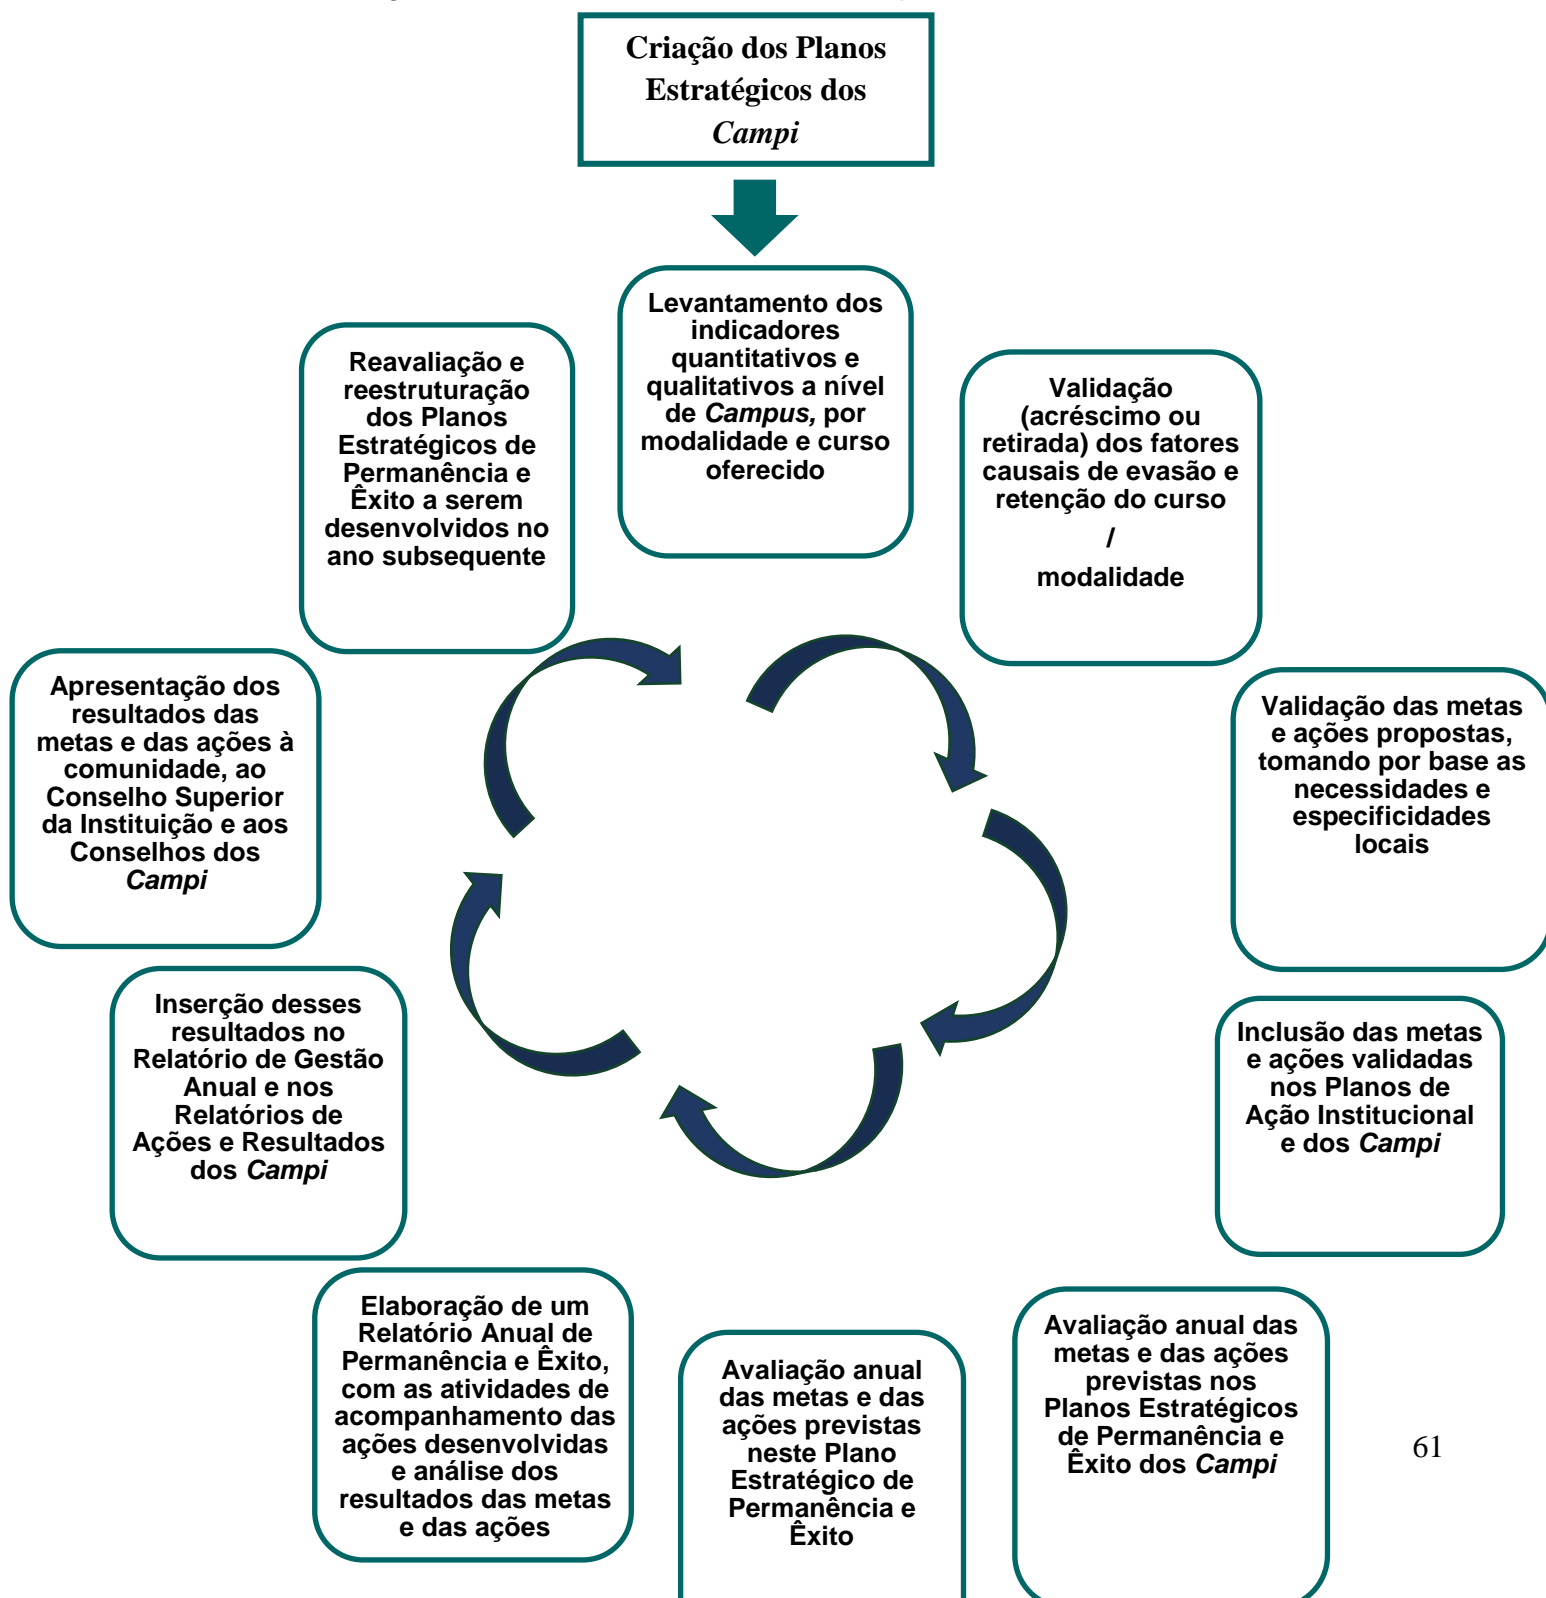 Criação dos Planos
Estratégicos dos
Campi
Levantamento dos
indicadores
quantitativos e
qualitativos a nível
de Campus, por
modalidade e curso
oferecido
Validação
(acréscimo ou
retirada) dos fatores
causais de evasão e
retenção do curso
/
modalidade
Validação das metas
e ações propostas,
tomando por base as
necessidades e
especificidades
locais
Inclusão das metas
e ações validadas
nos Planos de
Ação Institucional
e dos Campi
Avaliação anual das
metas e das ações
previstas nos
Planos Estratégicos
de Permanência e
Êxito dos Campi
Avaliação anual
das metas e das
ações previstas
neste Plano
Estratégico de
Permanência e
Êxito
Elaboração de um
Relatório Anual de
Permanência e Êxito,
com as atividades de
acompanhamento das
ações desenvolvidas
e análise dos
resultados das metas
e das ações
Inserção desses
resultados no
Relatório de Gestão
Anual e nos
Relatórios de
Ações e Resultados
dos Campi
Apresentação dos
resultados das
metas e das ações à
comunidade, ao
Conselho Superior
da Instituição e aos
Conselhos dos
Campi
Reavaliação e
reestruturação
dos Planos
Estratégicos de
Permanência e
Êxito a serem
desenvolvidos no
ano subsequente
61